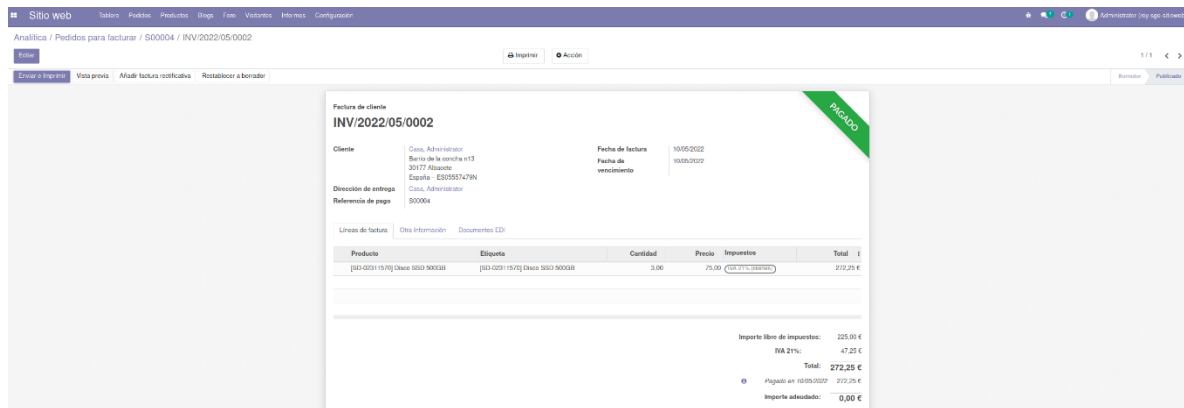 Sitio web Tablero Pedidos Productos Blogs Foro Visitantes Informes Configuración Administrator
Analítica / Pedidos para facturar / S00004 / INV/2022/05/0002
Editar Imprimir Acción 1/1
Enviar e Imprimir Vista previa Añadir factura rectificativa Restablecer a borrador Borrador Publicado
PAGADO
Factura de cliente
INV/2022/05/0002
Cliente Casa, Administrator Fecha de factura 10/05/2022
Barrio de la concha n13 Fecha de 10/05/2022
30177 Albacete vencimiento
España – ES05557479N
Dirección de entrega Casa, Administrator
Referencia de pago S00004
Líneas de factura Otra Información Documentos EDI
Producto Etiqueta Cantidad Precio Impuestos Total
[SD-02311570] Disco SSD 500GB [SD-02311570] Disco SSD 500GB 3,00 75,00 IVA 21% 272,25 €
Importe libre de impuestos: 225,00 €
IVA 21%: 47,25 €
Total: 272,25 €
Pagado en 10/05/2022 272,25 €
Importe adeudado: 0,00 €